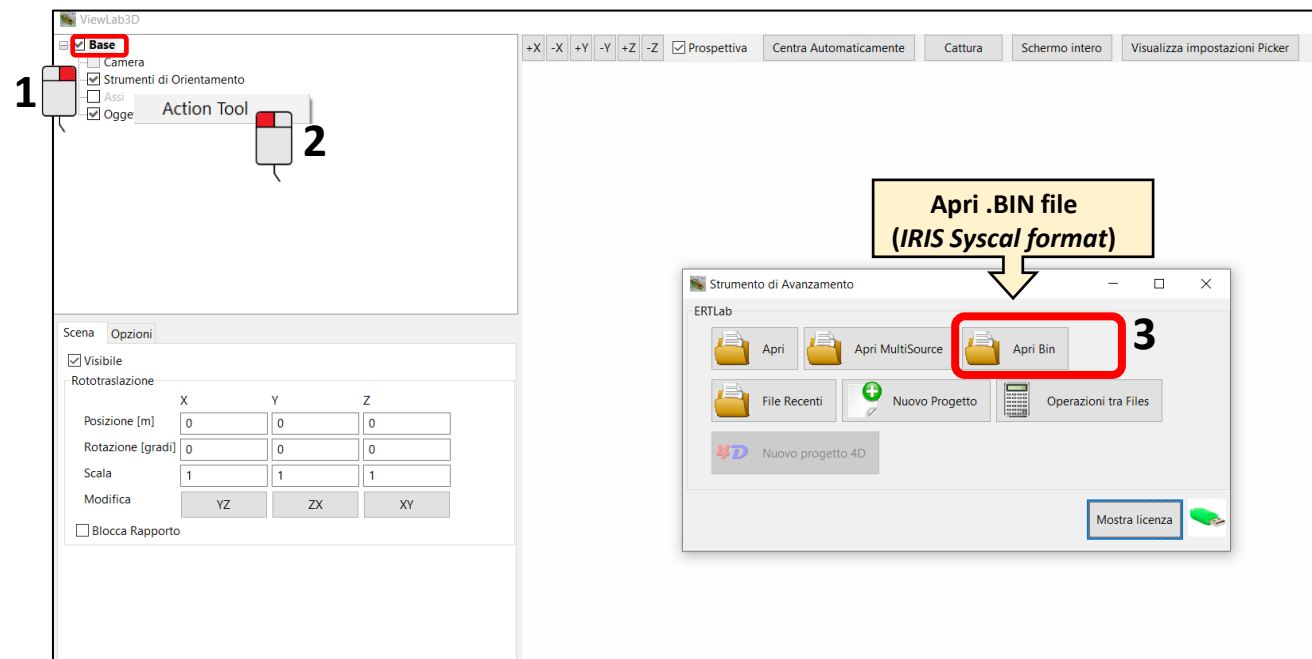 ViewLab3D
Base
Camera
Strumenti di Orientamento
Assi
Ogge
1
Action Tool
2
+X -X +Y -Y +Z -Z Prospettiva Centra Automaticamente Cattura Schermo intero Visualizza impostazioni Picker
Apri .BIN file
(IRIS Syscal format)
Strumento di Avanzamento
ERTLab
Apri Apri MultiSource Apri Bin
3
File Recenti Nuovo Progetto Operazioni tra Files
4D Nuovo progetto 4D
Mostra licenza
Scena Opzioni
Visibile
Rototraslazione
X Y Z
Posizione [m] 0 0 0
Rotazione [gradi] 0 0 0
Scala 1 1 1
Modifica YZ ZX XY
Blocca Rapporto